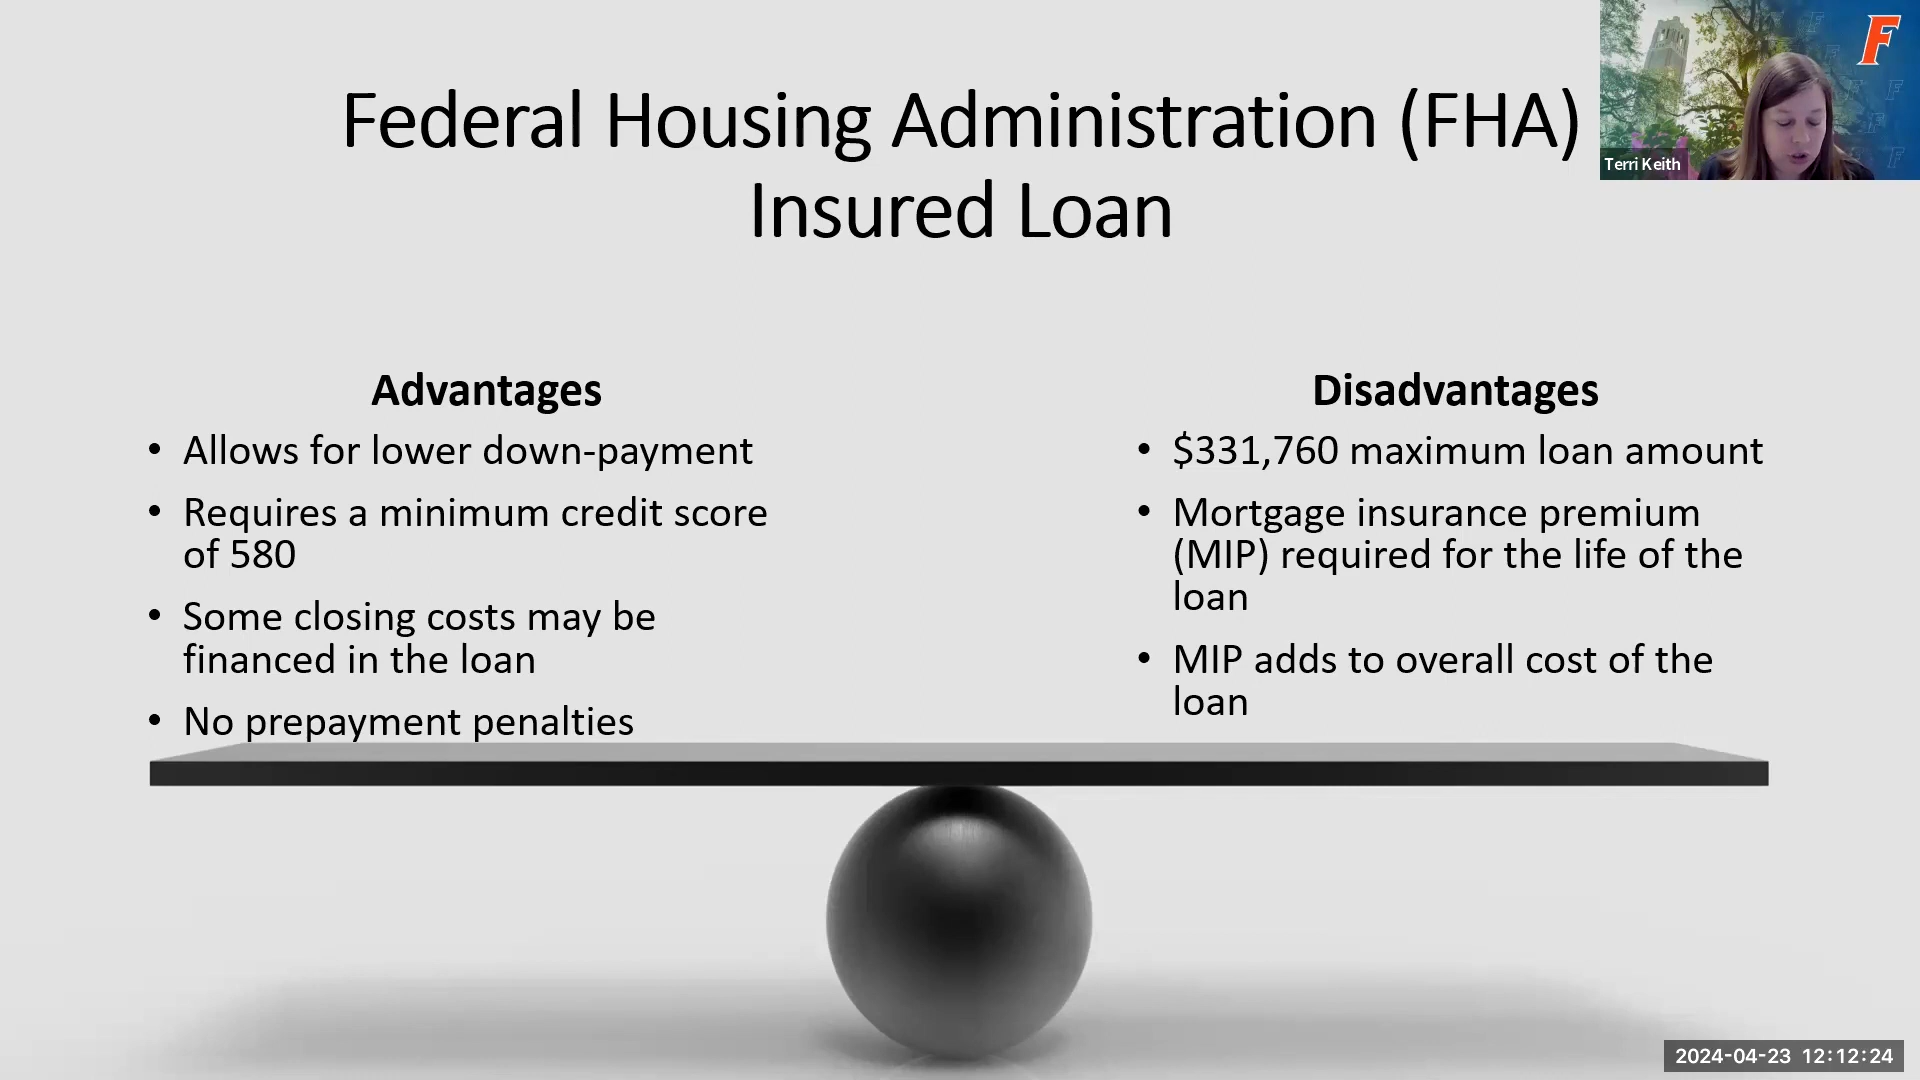 Federal Housing Administration (FHA)
Insured Loan
F
Terri Keith
Advantages
• Allows for lower down-payment
• Requires a minimum credit score
of 580
• Some closing costs may be
financed in the loan
• No prepayment penalties
Disadvantages
• $331,760 maximum loan amount
• Mortgage insurance premium
(MIP) required for the life of the
loan
• MIP adds to overall cost of the
loan
2024-04-23 12:12:24